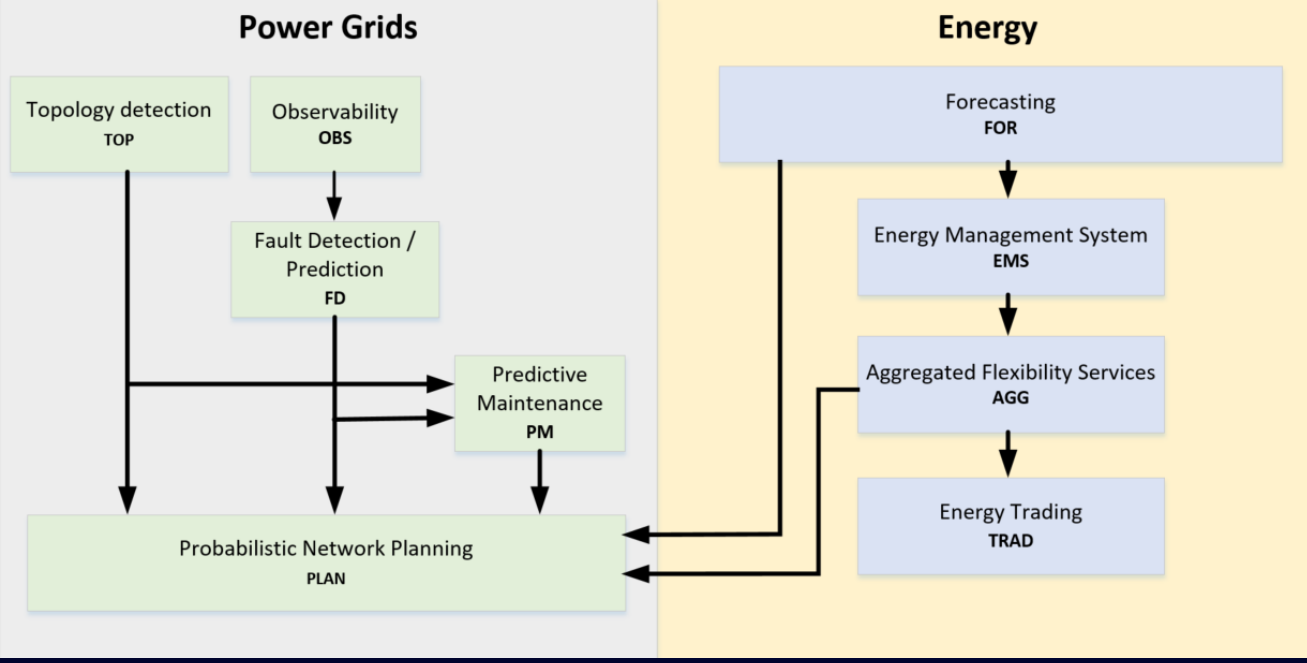 Power Grids
Topology detection
TOP
Observability
OBS
Fault Detection /
Prediction
FD
Predictive
Maintenance
PM
Probabilistic Network Planning
PLAN
Energy
Forecasting
FOR
Energy Management System
EMS
Aggregated Flexibility Services
AGG
Energy Trading
TRAD